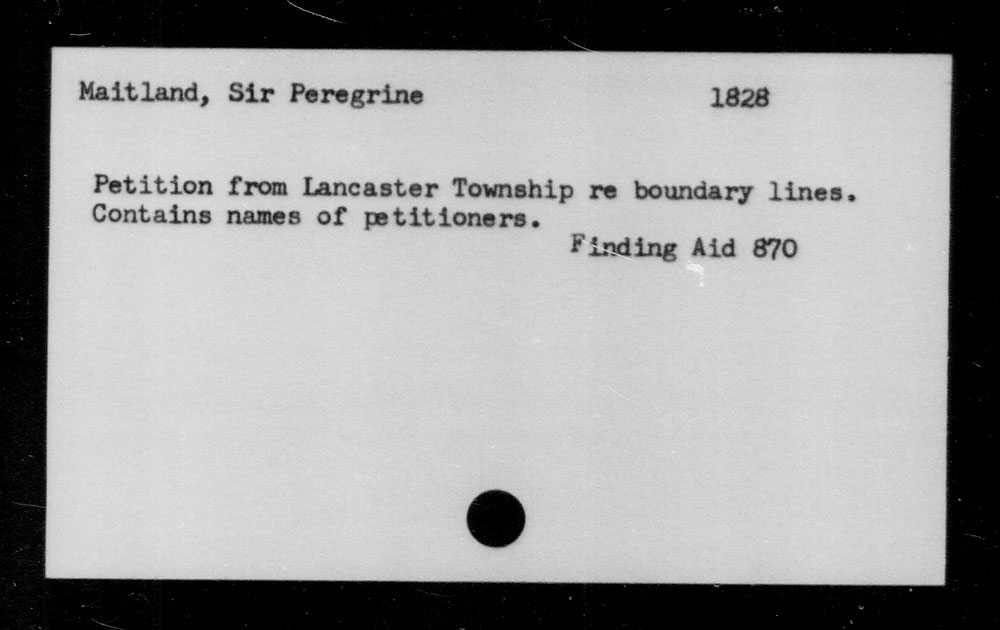 Maitland, Sir Peregrine 1828
Petition from Lancaster Township re boundary lines.
Contains names of petitioners.
Finding Aid 870